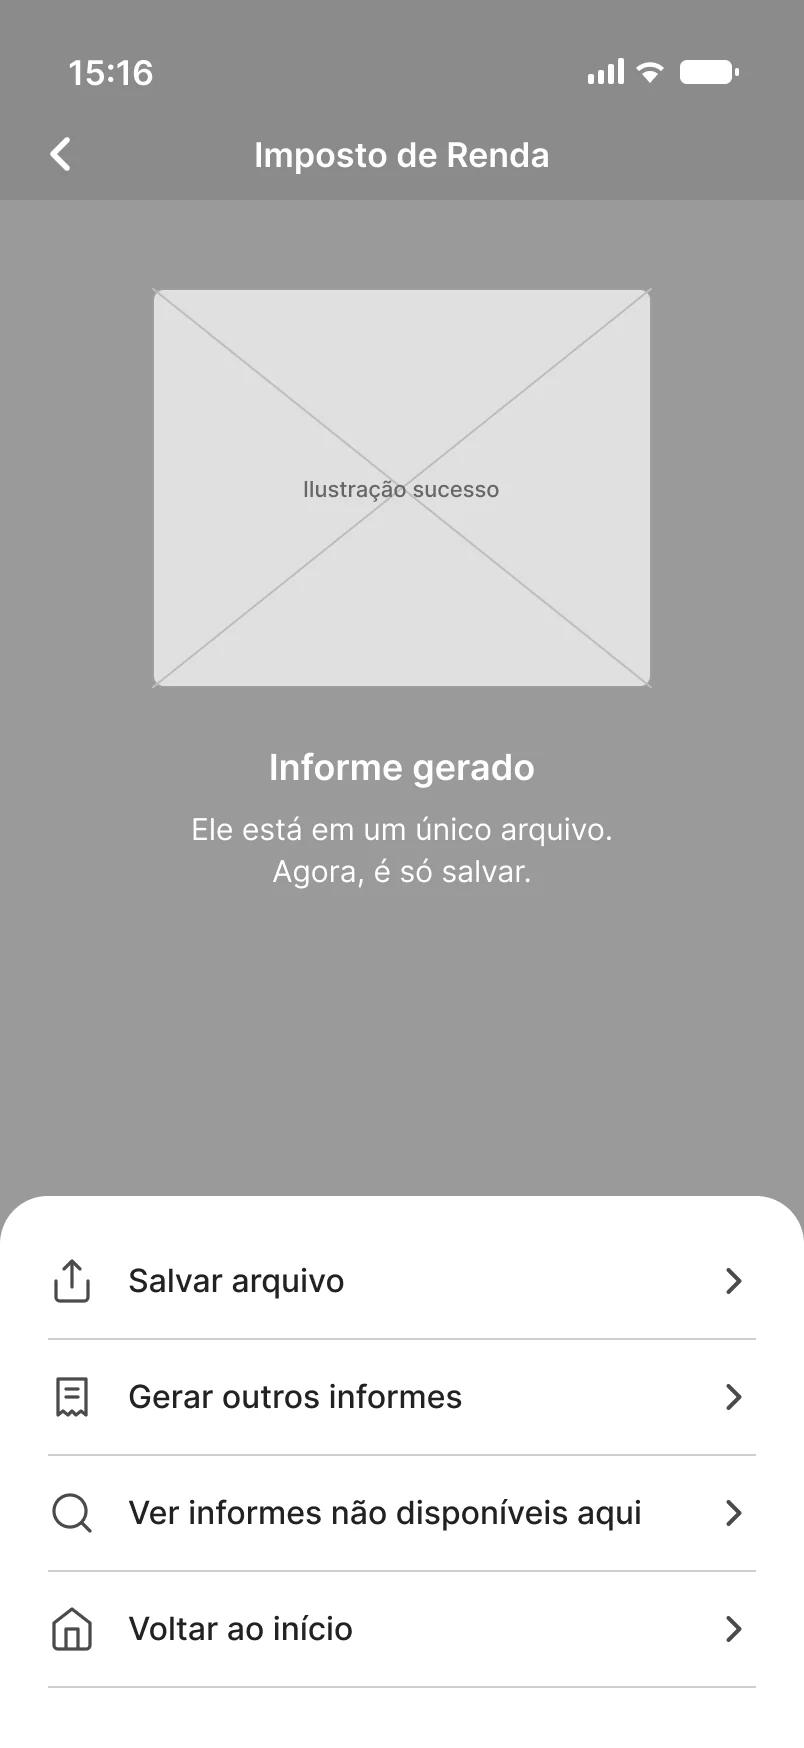 15:16
Imposto de Renda
Ilustração sucesso
Informe gerado
Ele está em um único arquivo.
Agora, é só salvar.
Salvar arquivo
Gerar outros informes
Ver informes não disponíveis aqui
Voltar ao início